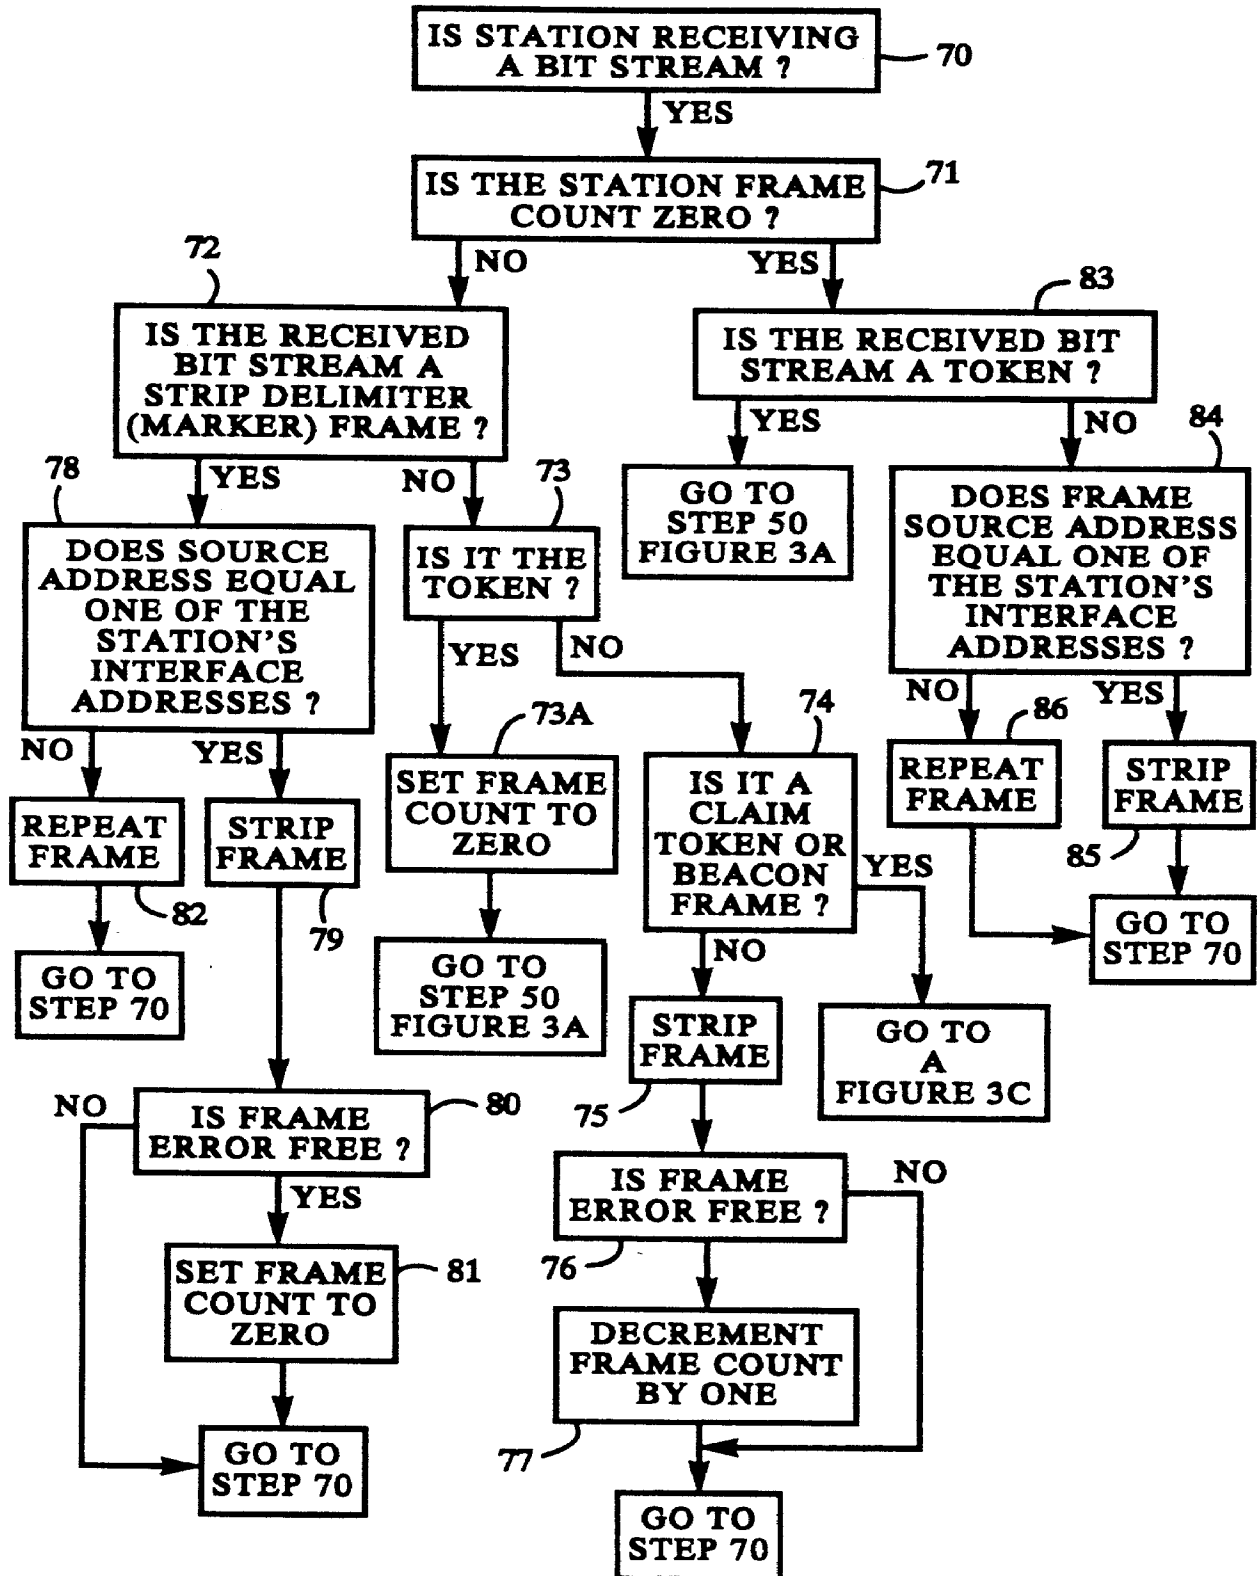 IS STATION RECEIVING
A BIT STREAM ?
70
YES
IS THE STATION FRAME
COUNT ZERO ?
71
NO
YES
72
IS THE RECEIVED
BIT STREAM A
STRIP DELIMITER
(MARKER) FRAME ?
83
IS THE RECEIVED BIT
STREAM A TOKEN ?
YES
NO
YES
NO
78
DOES SOURCE
ADDRESS EQUAL
ONE OF THE
STATION'S
INTERFACE
ADDRESSES ?
73
IS IT THE
TOKEN ?
GO TO
STEP 50
FIGURE 3A
84
DOES FRAME
SOURCE ADDRESS
EQUAL ONE OF
THE STATION'S
INTERFACE
ADDRESSES ?
YES
NO
NO
YES
NO
YES
REPEAT
FRAME
82
GO TO
STEP 70
STRIP
FRAME
79
73A
SET FRAME
COUNT TO
ZERO
GO TO
STEP 50
FIGURE 3A
74
IS IT A
CLAIM
TOKEN OR
BEACON
FRAME ?
YES
NO
86
REPEAT
FRAME
STRIP
FRAME
85
GO TO
STEP 70
STRIP
FRAME
75
GO TO
A
FIGURE 3C
NO
IS FRAME
ERROR FREE ?
80
YES
SET FRAME
COUNT TO
ZERO
81
GO TO
STEP 70
IS FRAME
ERROR FREE ?
NO
76
DECREMENT
FRAME COUNT
BY ONE
77
GO TO
STEP 70